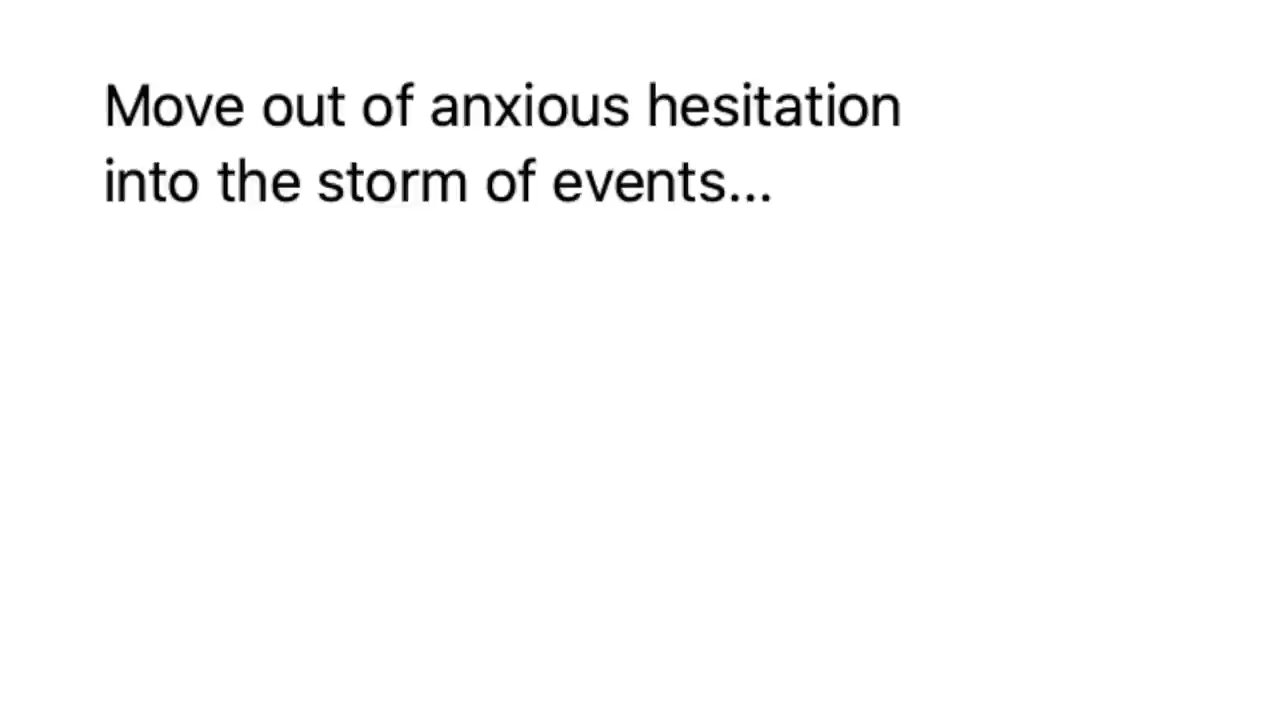 Move out of anxious hesitation
into the storm of events...